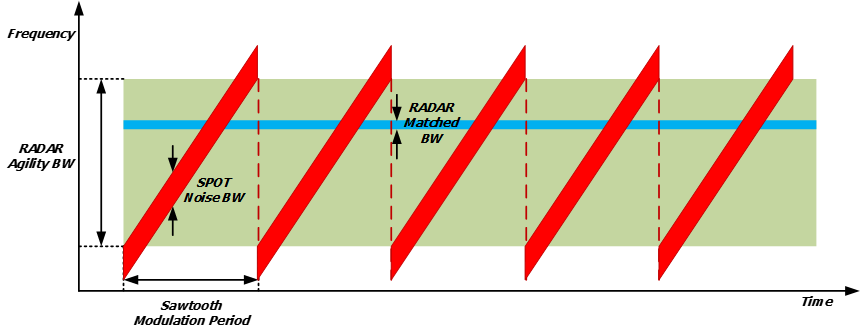 Frequency
RADAR
Matched
BW
RADAR
Agility BW
SPOT
Noise BW
Time
Sawtooth
Modulation Period